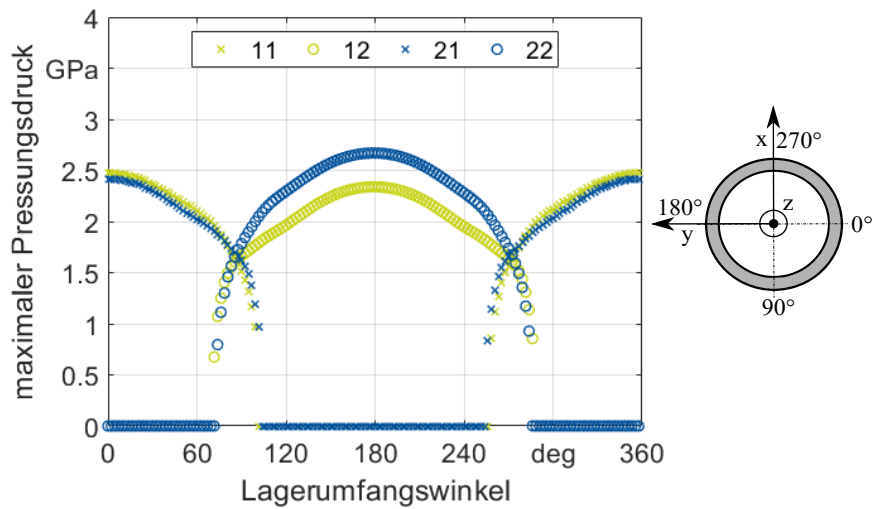 4
GPa
3
2.5
2
1.5
1
0.5
0
maximaler Pressungsdruck
11 12 21 22
0 60 120 180 240 deg 360
Lagerumfangswinkel
x 270°
180° z 0°
y
90°